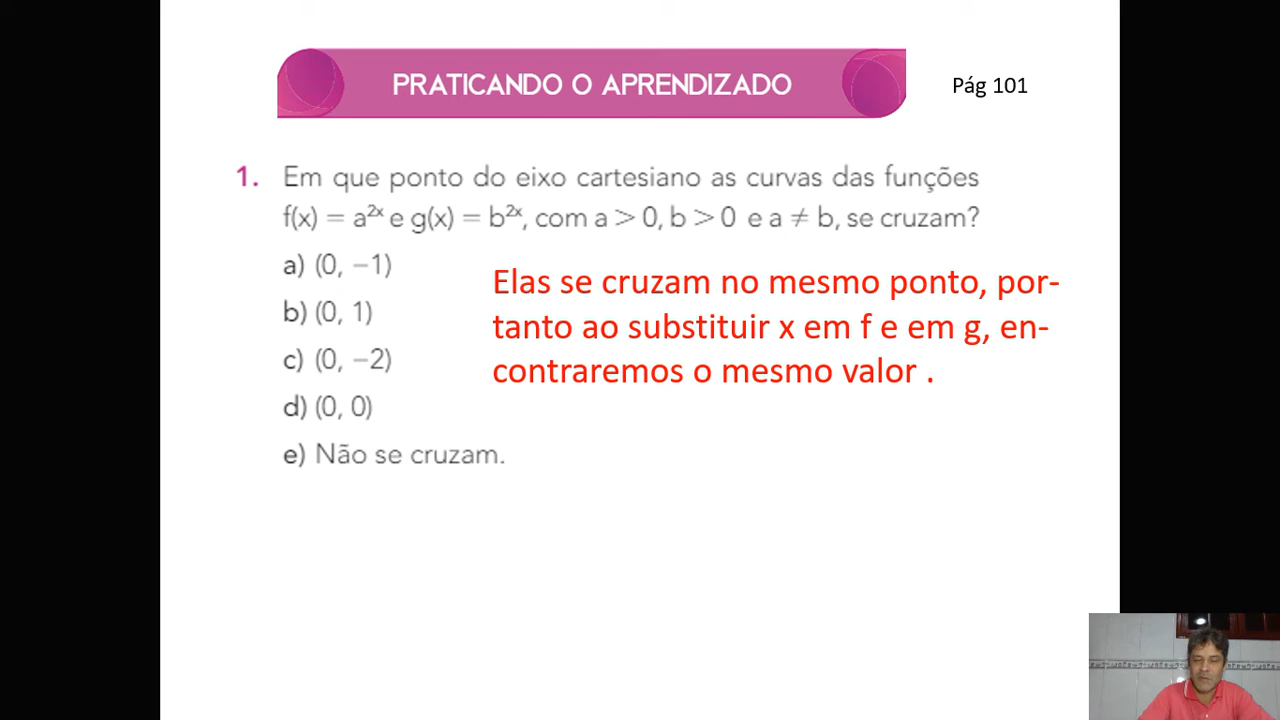 PRATICANDO O APRENDIZADO
Pág 101
1. Em que ponto do eixo cartesiano as curvas das funções
f(x) = a²ˣ e g(x) = b²ˣ, com a > 0, b > 0 e a ≠ b, se cruzam?
a) (0, −1)
b) (0, 1)
c) (0, −2)
d) (0, 0)
e) Não se cruzam.
Elas se cruzam no mesmo ponto, por-
tanto ao substituir x em f e em g, en-
contraremos o mesmo valor .